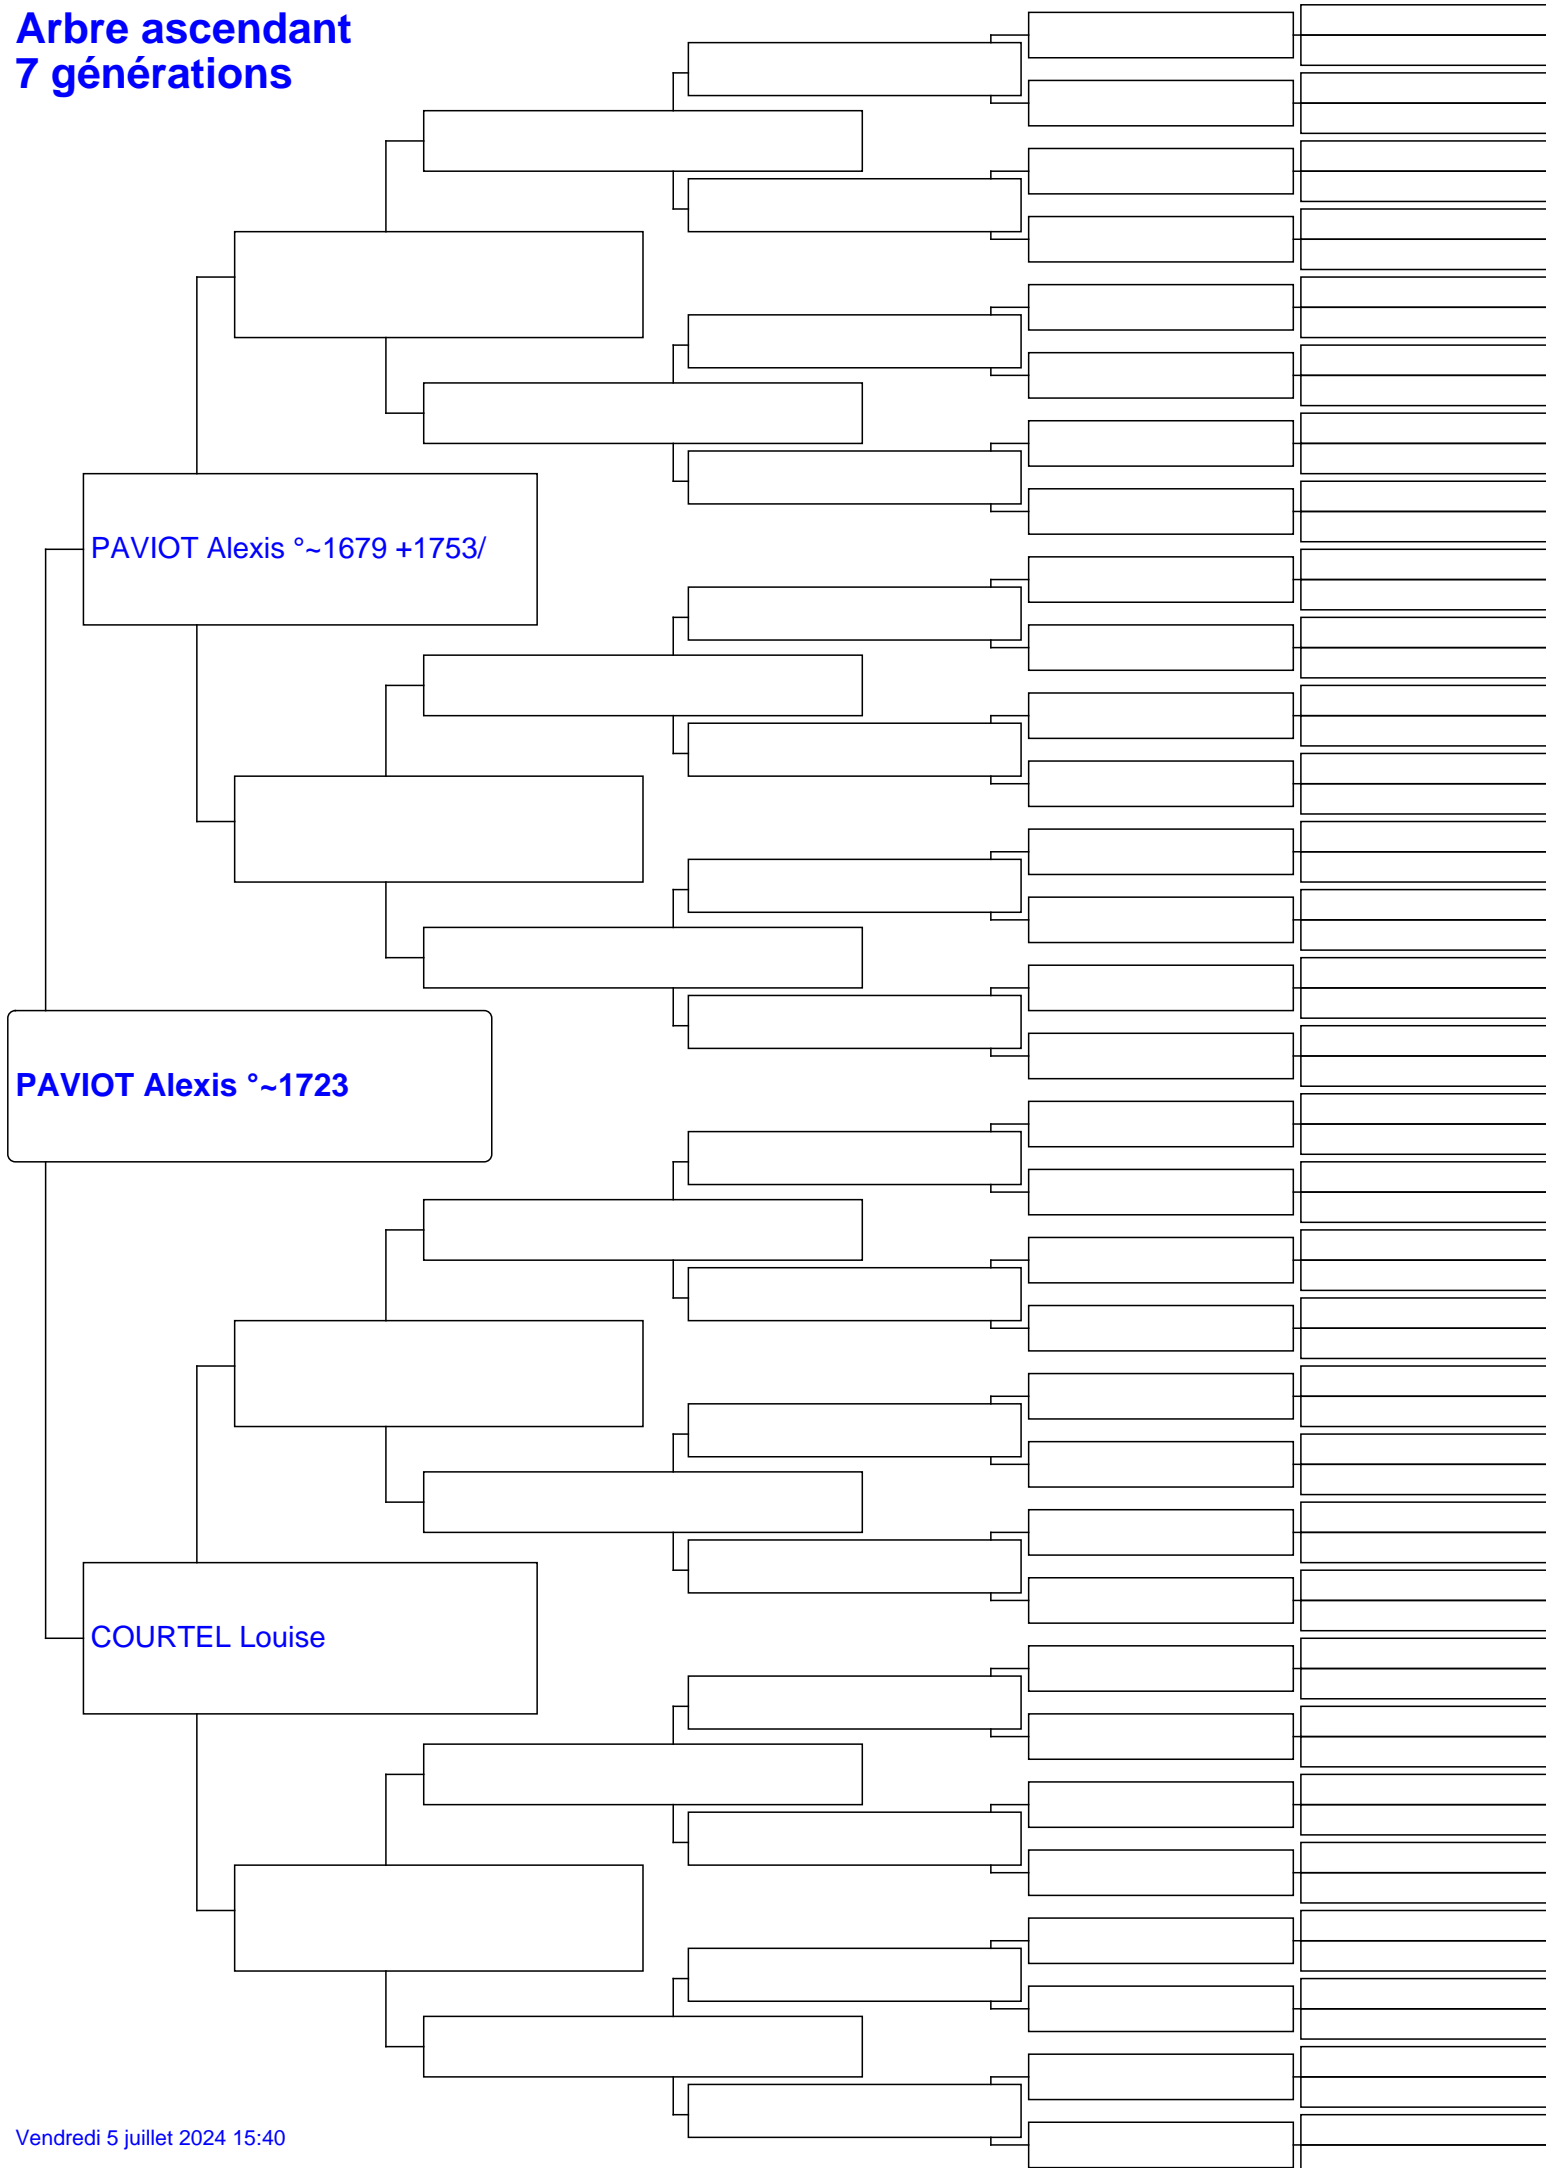 Arbre ascendant
7 générations
PAVIOT Alexis °~1679 +1753/
PAVIOT Alexis °~1723
COURTEL Louise
Vendredi 5 juillet 2024 15:40